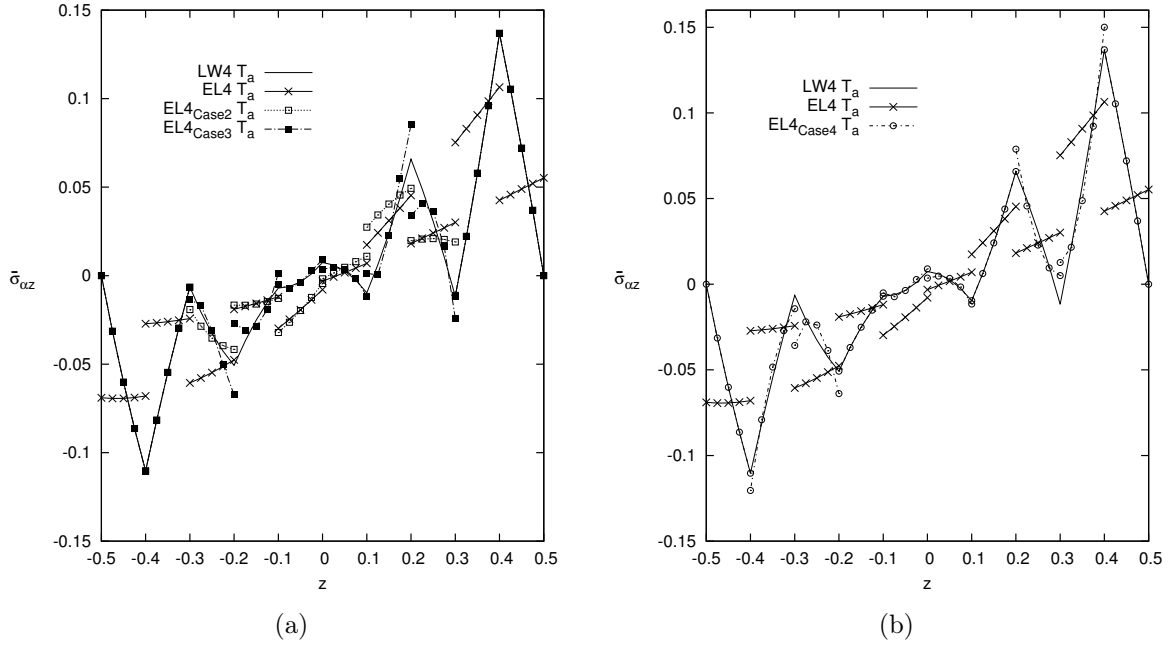 0.15
0.1
0.05
0
-0.05
-0.1
-0.15
σ̄αz
LW4 Ta
EL4 Ta
EL4Case2 Ta
EL4Case3 Ta
-0.5 -0.4 -0.3 -0.2 -0.1 0 0.1 0.2 0.3 0.4 0.5
z
(a)
0.15
0.1
0.05
0
-0.05
-0.1
-0.15
σ̄αz
LW4 Ta
EL4 Ta
EL4Case4 Ta
-0.5 -0.4 -0.3 -0.2 -0.1 0 0.1 0.2 0.3 0.4 0.5
z
(b)